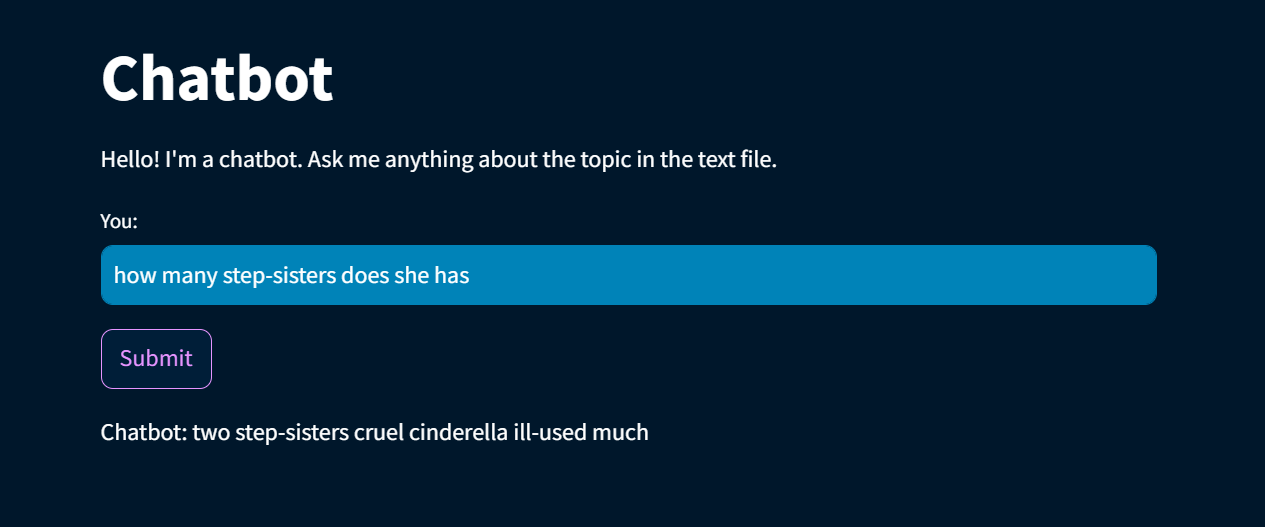 Chatbot
Hello! I'm a chatbot. Ask me anything about the topic in the text file.
You:
how many step-sisters does she has
Submit
Chatbot: two step-sisters cruel cinderella ill-used much